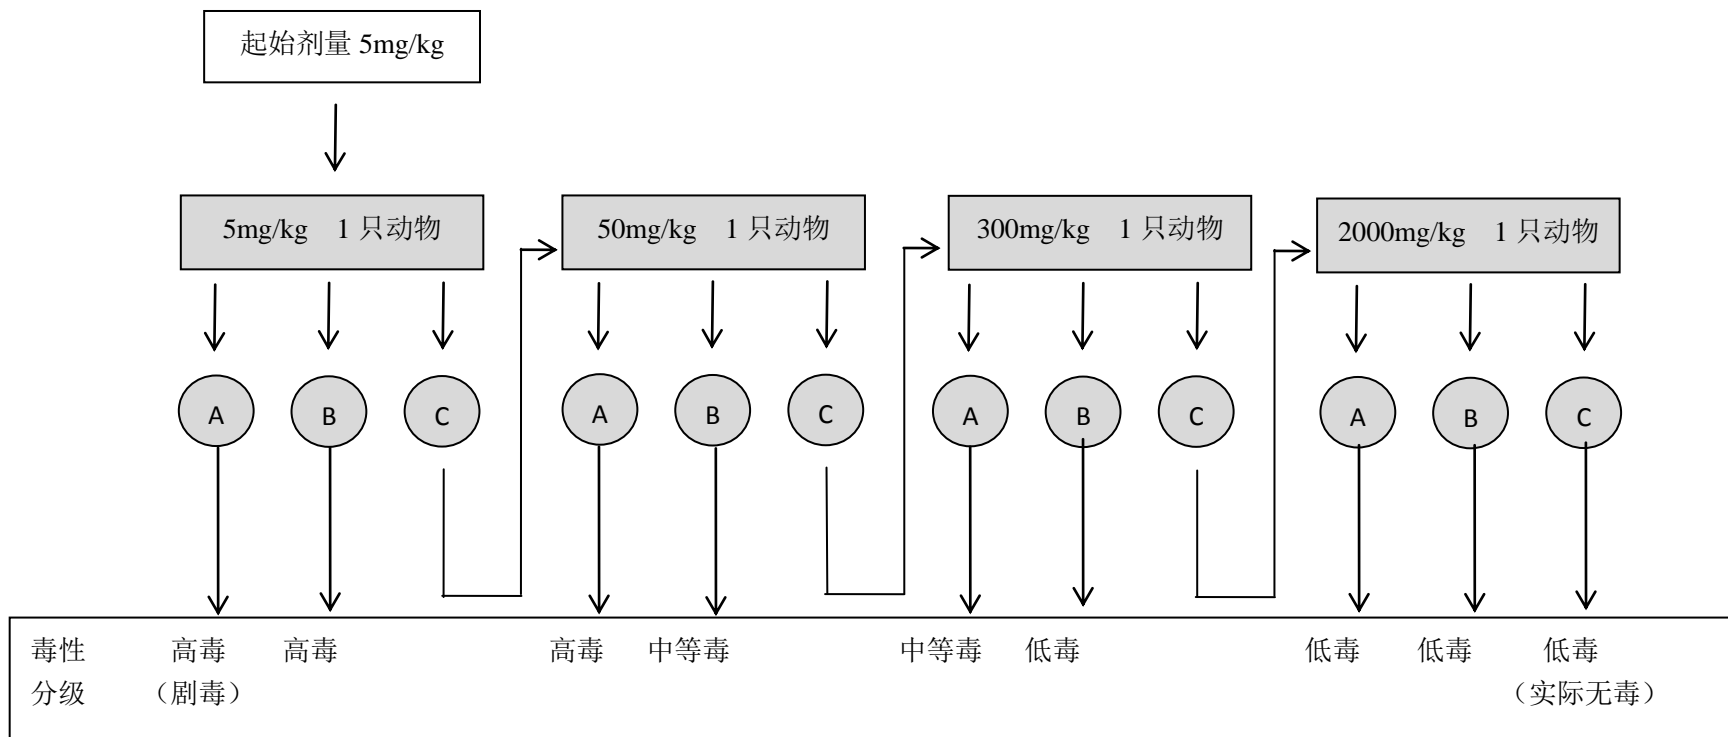 起始剂量 5mg/kg
5mg/kg 1 只动物
50mg/kg 1 只动物
300mg/kg 1 只动物
2000mg/kg 1 只动物
A B C A B C A B C A B C
毒性 高毒 高毒 高毒 中等毒 中等毒 低毒 低毒 低毒 低毒
分级 （剧毒） （实际无毒）